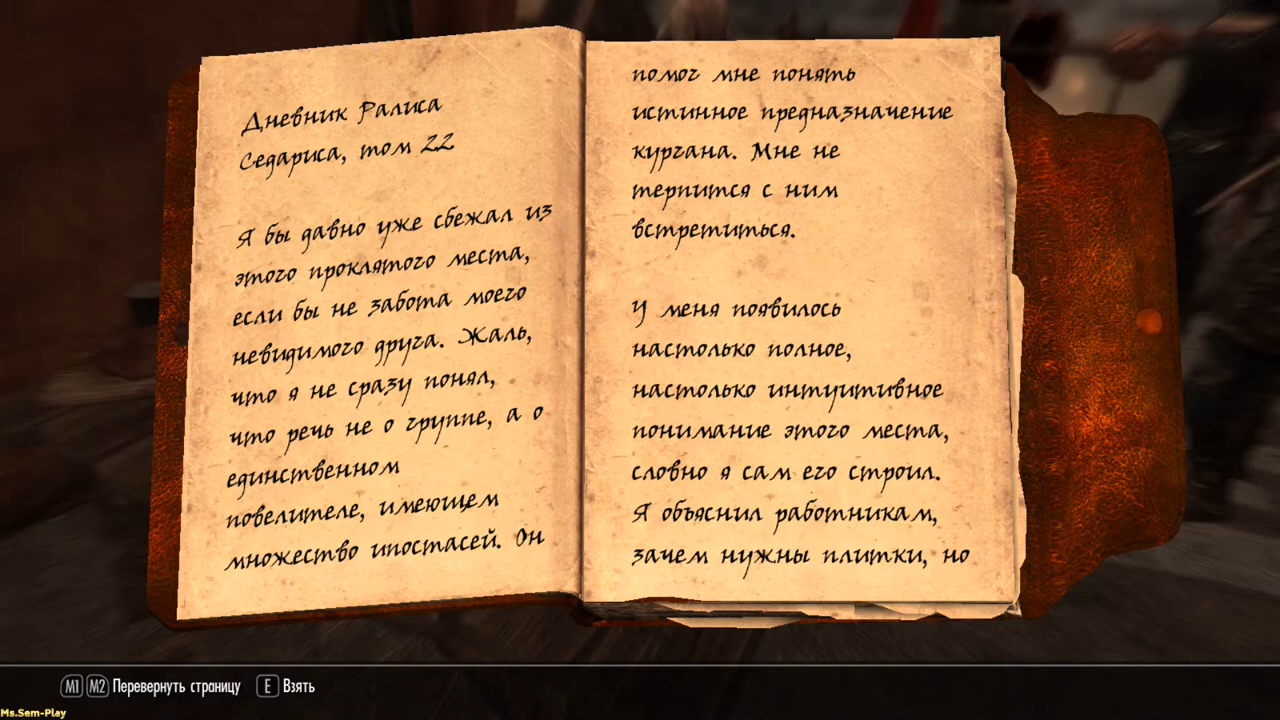 Дневник Ралиса
Седариса, том 22
Я бы давно уже сбежал из
этого проклятого места,
если бы не забота моего
невидимого друга. Жаль,
что я не сразу понял,
что речь не о группе, а о
единственном
повелителе, имеющем
множество ипостасей. Он
помог мне понять
истинное предназначение
кургана. Мне не
терпится с ним
встретиться.
У меня появилось
настолько полное,
настолько интуитивное
понимание этого места,
словно я сам его строил.
Я объяснил работникам,
зачем нужны плитки, но
M1 M2 Перевернуть страницу E Взять
Ms.Sem-Play